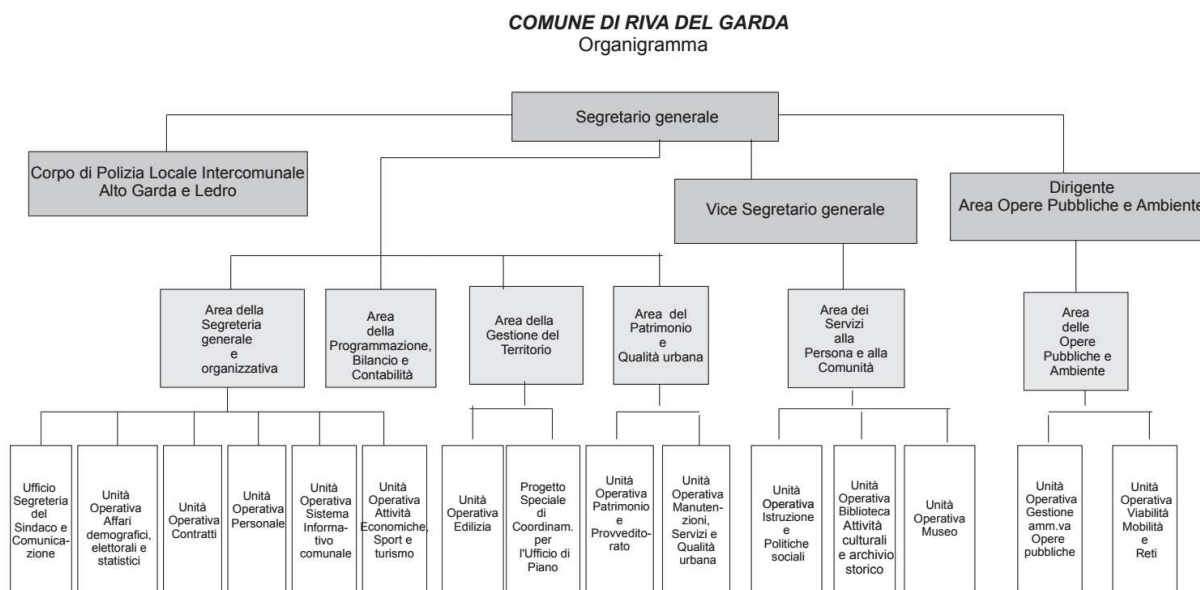 COMUNE DI RIVA DEL GARDA
Organigramma
Segretario generale
Corpo di Polizia Locale Intercomunale
Alto Garda e Ledro
Vice Segretario generale
Dirigente
Area Opere Pubbliche e Ambiente
Area della
Segreteria
generale
e
organizzativa
Area
della
Programmazione,
Bilancio e
Contabilità
Area della
Gestione del
Territorio
Area del
Patrimonio
e
Qualità urbana
Area dei
Servizi
alla
Persona e alla
Comunità
Area
delle
Opere
Pubbliche e
Ambiente
Ufficio
Segreteria
del
Sindaco e
Comunica-
zione
Unità
Operativa
Affari
demografici,
elettorali e
statistici
Unità
Operativa
Contratti
Unità
Operativa
Personale
Unità
Operativa
Sistema
Informa-
tivo
comunale
Unità
Operativa
Attività
Economiche,
Sport e
turismo
Unità
Operativa
Edilizia
Progetto
Speciale
di
Coordinam.
per
l'Ufficio di
Piano
Unità
Operativa
Patrimonio
e
Provvedito-
rato
Unità
Operativa
Manuten-
zioni,
Servizi e
Qualità
urbana
Unità
Operativa
Istruzione
e
Politiche
sociali
Unità
Operativa
Biblioteca
Attività
culturali
e archivio
storico
Unità
Operativa
Museo
Unità
Operativa
Gestione
amm.va
Opere
pubbliche
Unità
Operativa
Viabilità
Mobilità
e
Reti